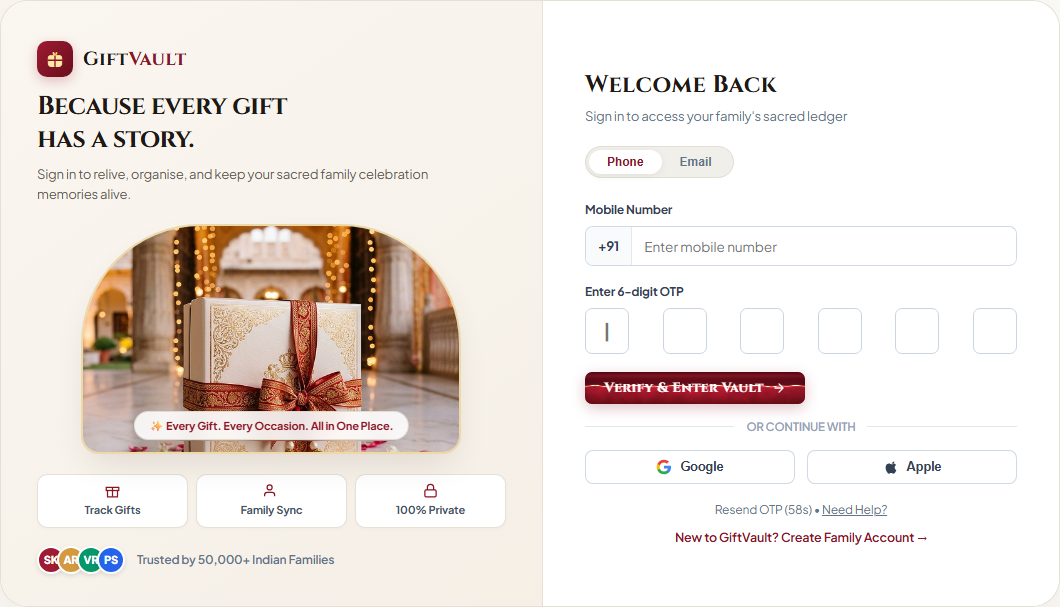 GiftVault
Because every gift
has a story.
Sign in to relive, organise, and keep your sacred family celebration
memories alive.
✨ Every Gift. Every Occasion. All in One Place.
Track Gifts
Family Sync
100% Private
SK AR VR PS
Trusted by 50,000+ Indian Families
Welcome Back
Sign in to access your family's sacred ledger
Phone
Email
Mobile Number
+91
Enter mobile number
Enter 6-digit OTP
Verify & Enter Vault →
OR CONTINUE WITH
Google
Apple
Resend OTP (58s) • Need Help?
New to GiftVault? Create Family Account →